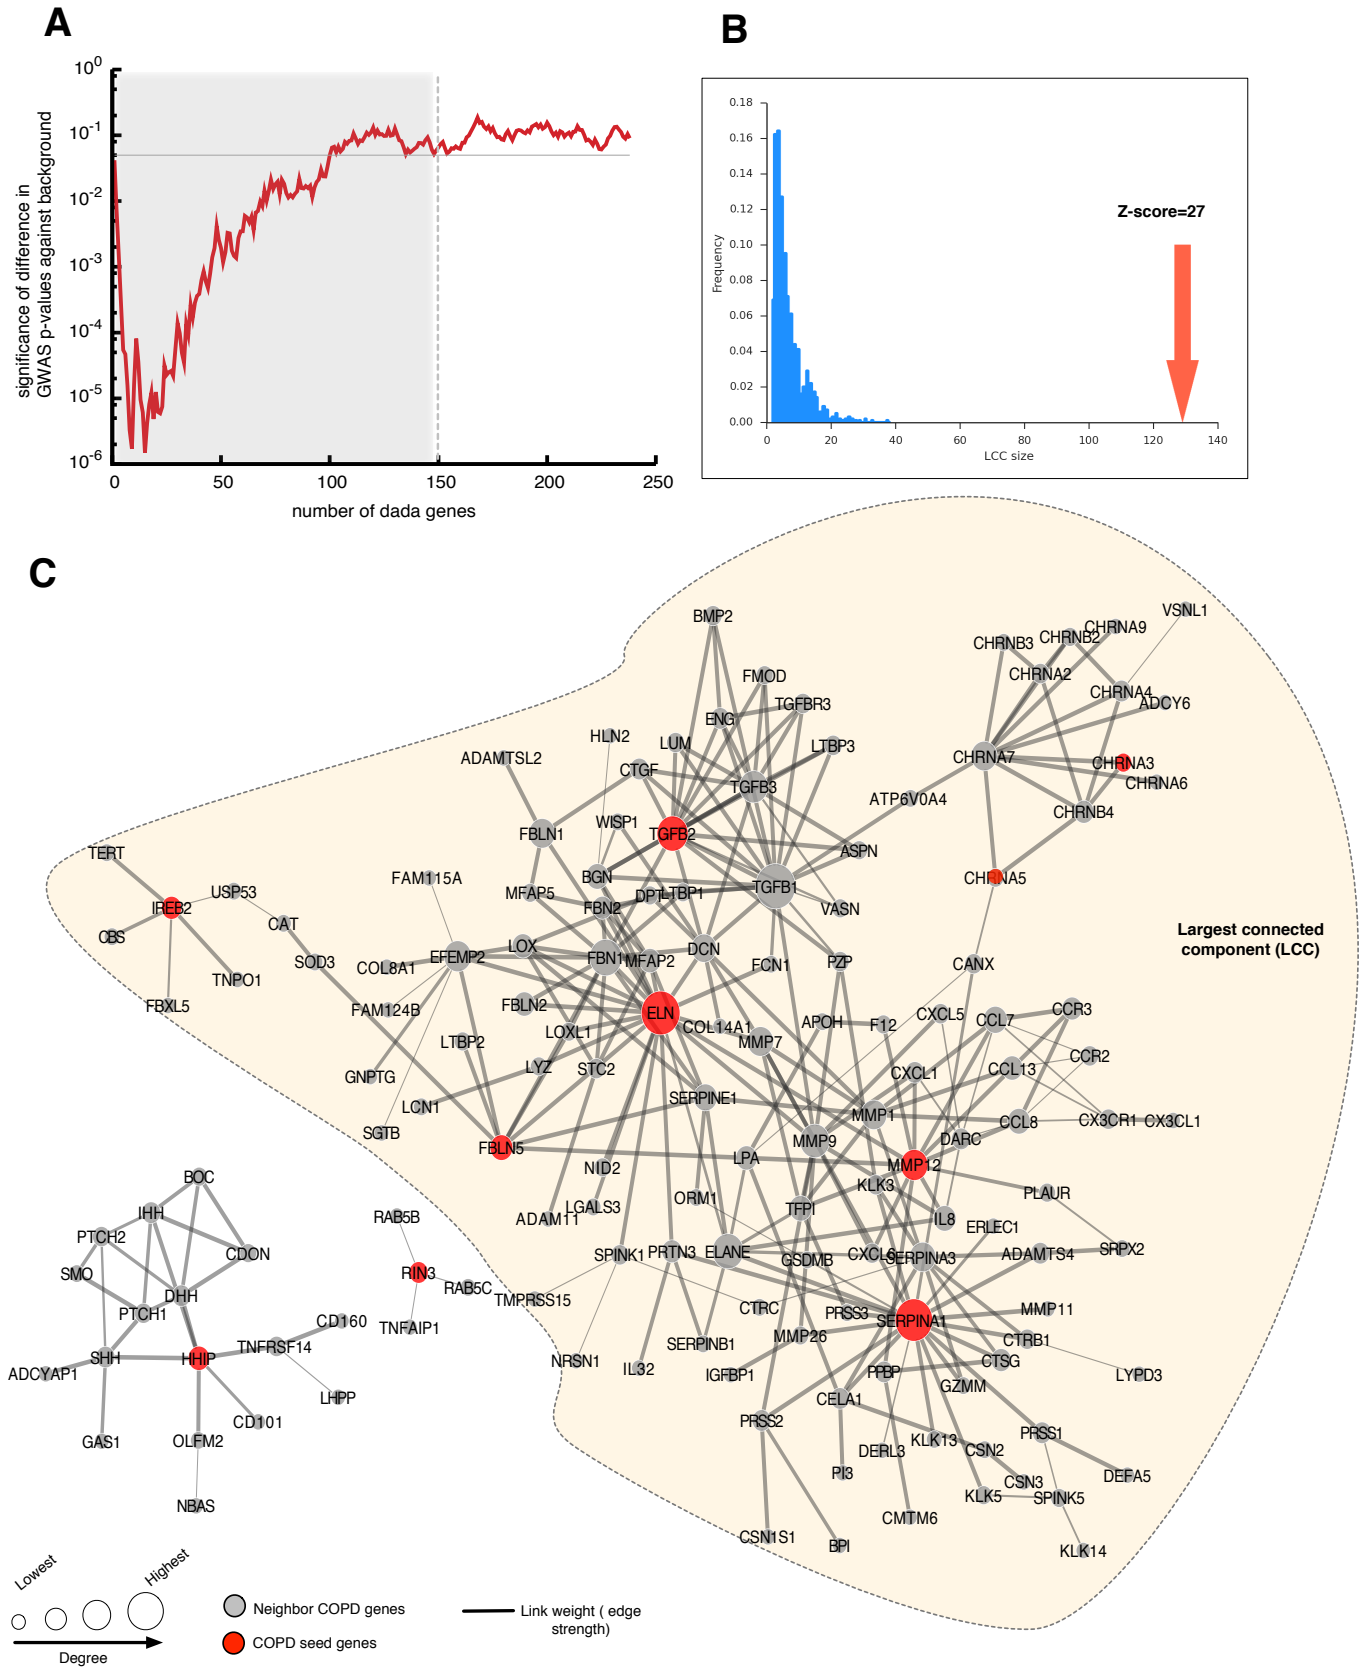 A
B
10^0
10^-1
10^-2
10^-3
10^-4
10^-5
10^-6
significance of difference in
GWAS p-values against background
0
50
100
150
200
250
number of dada genes
0.18
0.16
0.14
0.12
0.10
0.08
0.06
0.04
0.02
0.00
Frequency
Z-score=27
0
20
40
60
80
100
120
140
LCC size
C
BMP2
VSNL1
CHRNA9
CHRNB2
CHRNB3
FMOD
CHRNA2
CHRNA4
ADCY6
TGFBR3
ENG
HLN2
LUM
LTBP3
ADAMTSL2
CTGF
CHRNA7
CHRNA3
CHRNA6
TGFB3
ATP6V0A4
CHRNB4
WISP1
FBLN1
TGFB2
ASPN
TERT
BGN
FAM115A
CHRNA5
USP53
MFAP5
DPT
LTBP1
TGFB1
IREB2
FBN2
VASN
CAT
CBS
Largest connected
component (LCC)
LOX
DCN
EFEMP2
FBN1
MFAP2
SOD3
COL8A1
FCN1
PZP
CANX
TNPO1
FBXL5
FAM124B
FBLN2
ELN
CXCL5
CCR3
CCL7
LOXL1
COL14A1
APOH
F12
LTBP2
MMP7
CCR2
GNPTG
LYZ
STC2
CXCL1
CCL13
LCN1
SERPINE1
MMP1
CCL8
CX3CR1
CX3CL1
SGTB
FBLN5
MMP9
DARC
LPA
MMP12
NID2
KLK3
BOC
ORM1
PLAUR
IHH
RAB5B
ADAM11
LGALS3
TFPI
IL8
ERLEC1
PTCH2
CDON
SPINK1
PRTN3
ELANE
GSDMB
CXCL6
SERPINA3
ADAMTS4
SRPX2
SMO
RIN3
DHH
RAB5C
TMPRSS15
PTCH1
CTRC
PRSS3
MMP11
CD160
TNFAIP1
SERPINA1
SERPINB1
MMP26
CTRB1
TNFRSF14
SHH
HHIP
NRSN1
IL32
IGFBP1
PPBP
CTSG
LYPD3
ADCYAP1
GZMM
LHPP
CELA1
CD101
PRSS2
PRSS1
GAS1
OLFM2
DERL3
KLK13
CSN2
PI3
CSN3
DEFA5
NBAS
KLK5
SPINK5
CMTM6
CSN1S1
BPI
KLK14
Lowest
Highest
Degree
Neighbor COPD genes
COPD seed genes
Link weight ( edge
strength)